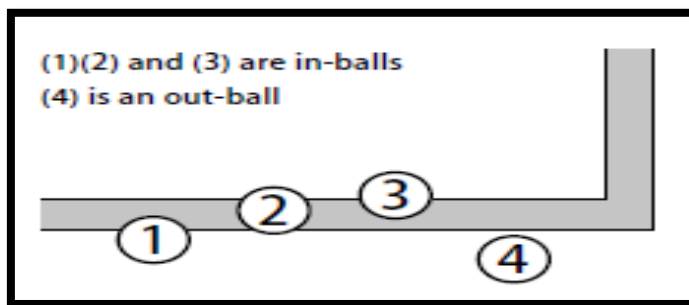 (1)(2) and (3) are in-balls
(4) is an out-ball
3
2
1
4